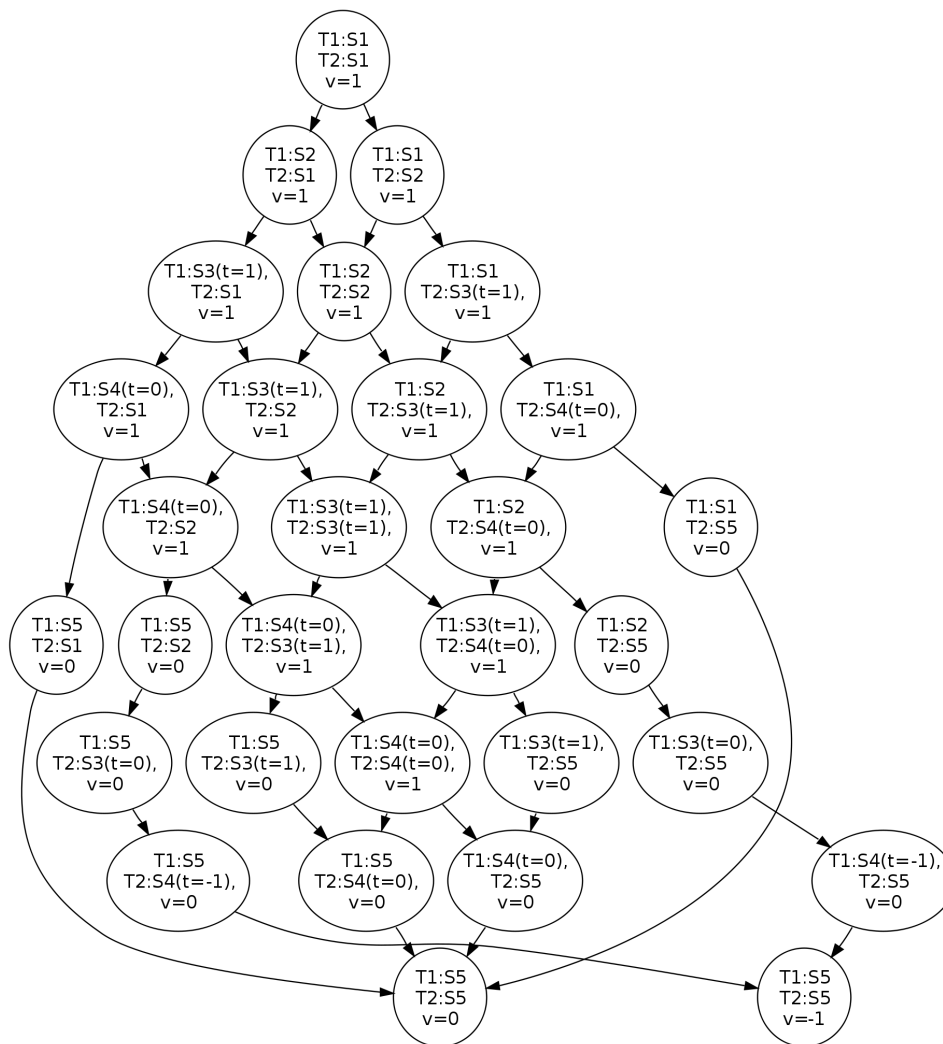 T1:S1
T2:S1
v=1
T1:S2
T2:S1
v=1
T1:S1
T2:S2
v=1
T1:S3(t=1),
T2:S1
v=1
T1:S2
T2:S2
v=1
T1:S1
T2:S3(t=1),
v=1
T1:S4(t=0),
T2:S1
v=1
T1:S3(t=1),
T2:S2
v=1
T1:S2
T2:S3(t=1),
v=1
T1:S1
T2:S4(t=0),
v=1
T1:S4(t=0),
T2:S2
v=1
T1:S3(t=1),
T2:S3(t=1),
v=1
T1:S2
T2:S4(t=0),
v=1
T1:S1
T2:S5
v=0
T1:S5
T2:S1
v=0
T1:S5
T2:S2
v=0
T1:S4(t=0),
T2:S3(t=1),
v=1
T1:S3(t=1),
T2:S4(t=0),
v=1
T1:S2
T2:S5
v=0
T1:S5
T2:S3(t=0),
v=0
T1:S5
T2:S3(t=1),
v=0
T1:S4(t=0),
T2:S4(t=0),
v=1
T1:S3(t=1),
T2:S5
v=0
T1:S3(t=0),
T2:S5
v=0
T1:S5
T2:S4(t=-1),
v=0
T1:S5
T2:S4(t=0),
v=0
T1:S4(t=0),
T2:S5
v=0
T1:S4(t=-1),
T2:S5
v=0
T1:S5
T2:S5
v=0
T1:S5
T2:S5
v=-1